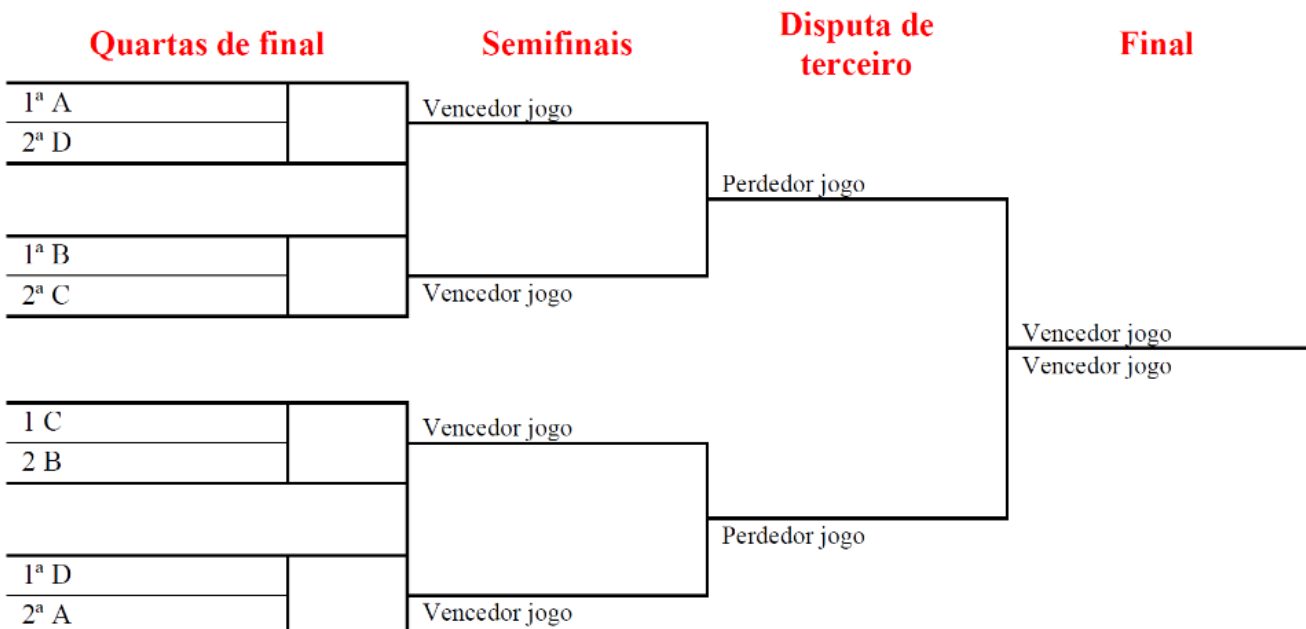 Quartas de final
Semifinais
Disputa de
terceiro
Final
1ª A
2ª D
Vencedor jogo
Perdedor jogo
1ª B
2ª C
Vencedor jogo
Vencedor jogo
Vencedor jogo
1 C
2 B
Vencedor jogo
Perdedor jogo
1ª D
2ª A
Vencedor jogo